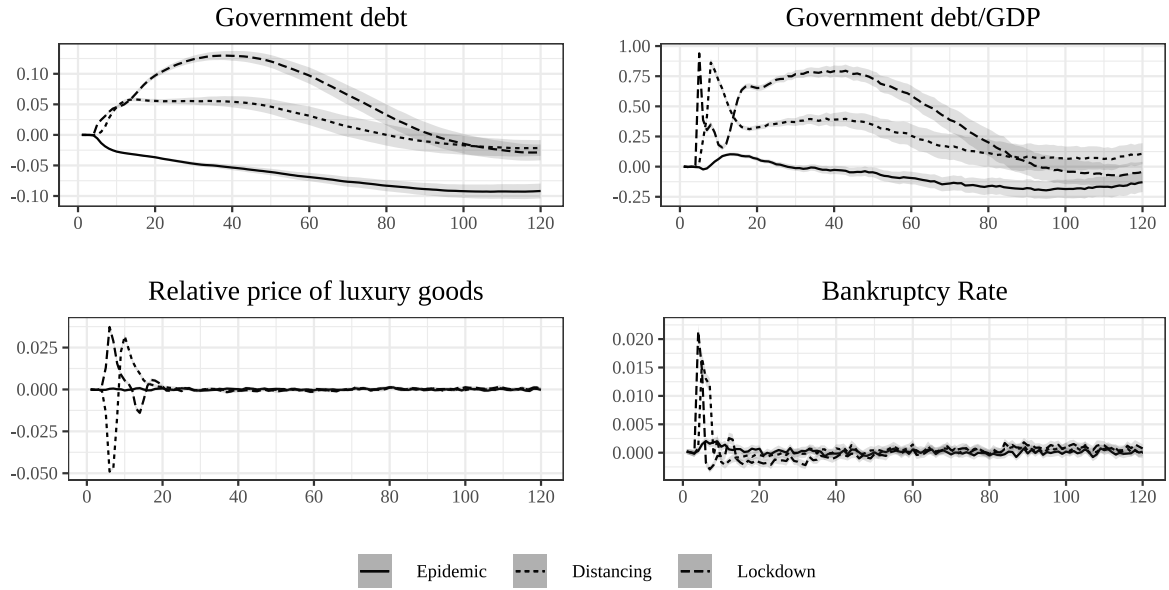 Government debt
0.10
0.05
0.00
-0.05
-0.10
0 20 40 60 80 100 120
Government debt/GDP
1.00
0.75
0.50
0.25
0.00
-0.25
0 20 40 60 80 100 120
Relative price of luxury goods
0.025
0.000
-0.025
-0.050
0 20 40 60 80 100 120
Bankruptcy Rate
0.020
0.015
0.010
0.005
0.000
0 20 40 60 80 100 120
Epidemic Distancing Lockdown